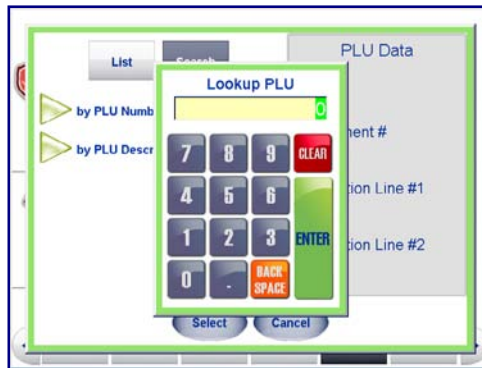 List
Search
PLU Data
Lookup PLU
0
by PLU Numb
ment #
by PLU Descr
7 8 9 CLEAR
4 5 6
tion Line #1
1 2 3 ENTER
tion Line #2
0 . BACK SPACE
Select Cancel